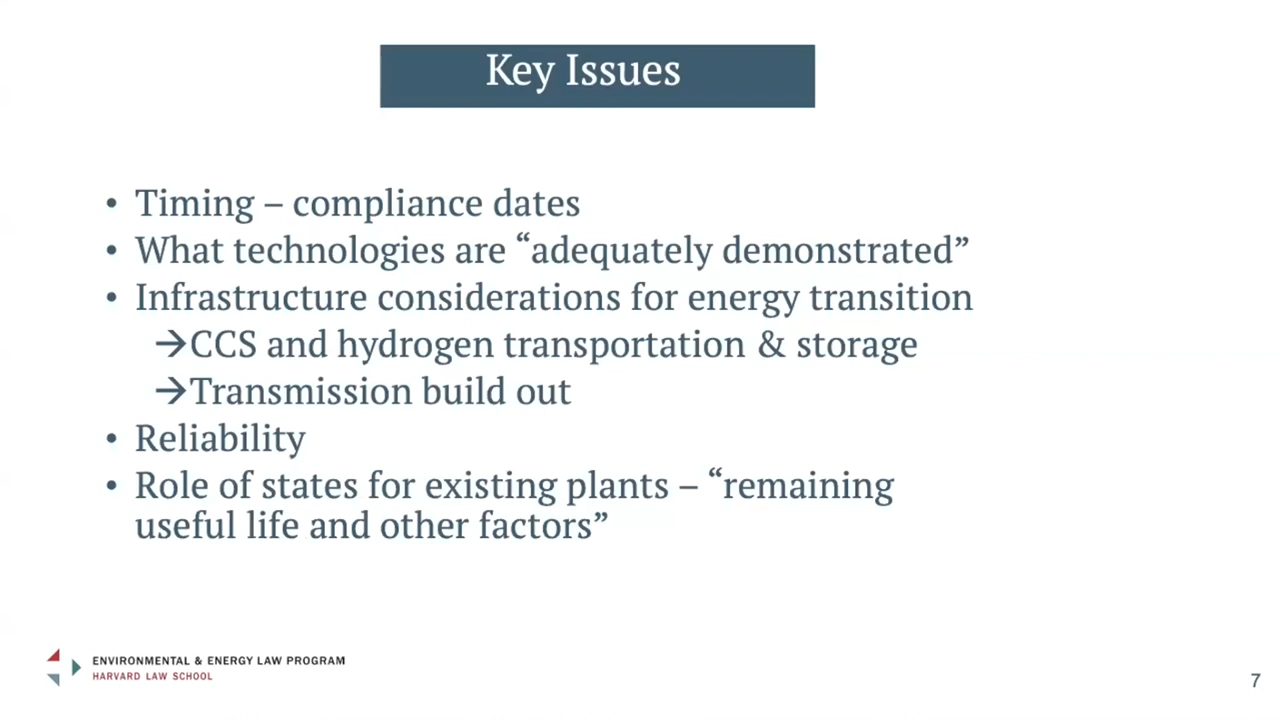 Key Issues
• Timing – compliance dates
• What technologies are “adequately demonstrated”
• Infrastructure considerations for energy transition
→CCS and hydrogen transportation & storage
→Transmission build out
• Reliability
• Role of states for existing plants – “remaining
useful life and other factors”
ENVIRONMENTAL & ENERGY LAW PROGRAM
HARVARD LAW SCHOOL
7